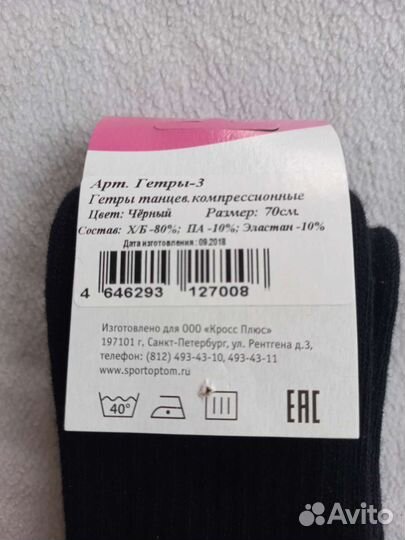 Арт. Гетры-3
Гетры танцев.компрессионные
Цвет: Чёрный Размер: 70см.
Состав: Х/Б -80%; ПА -10%; Эластан -10%
Дата изготовления : 09.2018
4 646293 127008
Изготовлено для ООО «Кросс Плюс»
197101 г, Санкт-Петербург, ул. Рентгена д.3,
телефон: (812) 493-43-10, 493-43-11
www.sportoptom.ru
40°
EAC
Avito